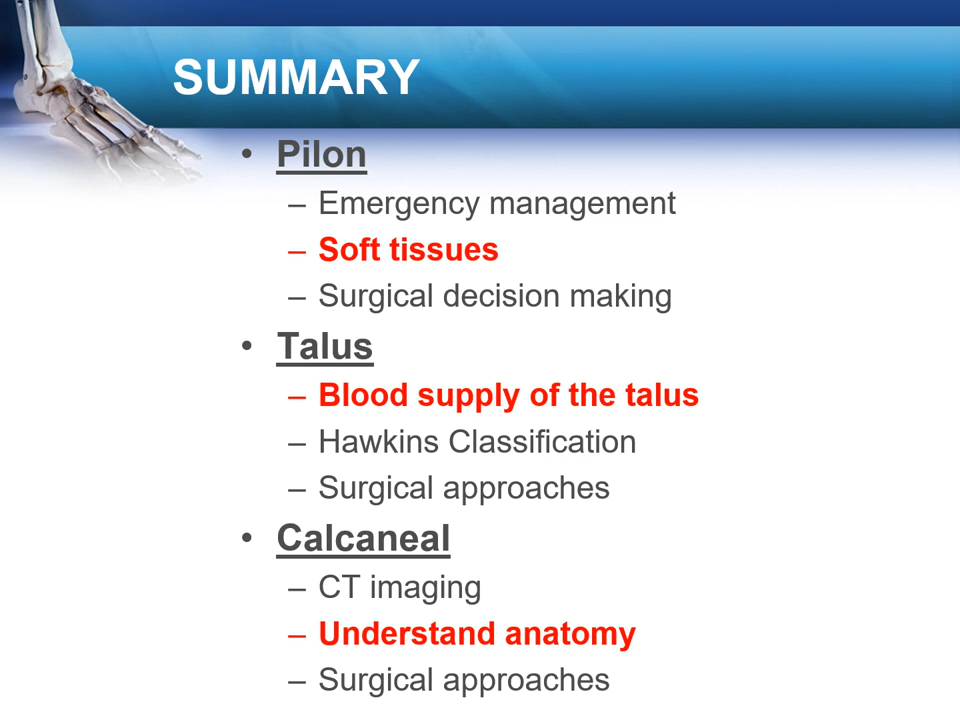 SUMMARY
• Pilon
– Emergency management
– Soft tissues
– Surgical decision making
• Talus
– Blood supply of the talus
– Hawkins Classification
– Surgical approaches
• Calcaneal
– CT imaging
– Understand anatomy
– Surgical approaches